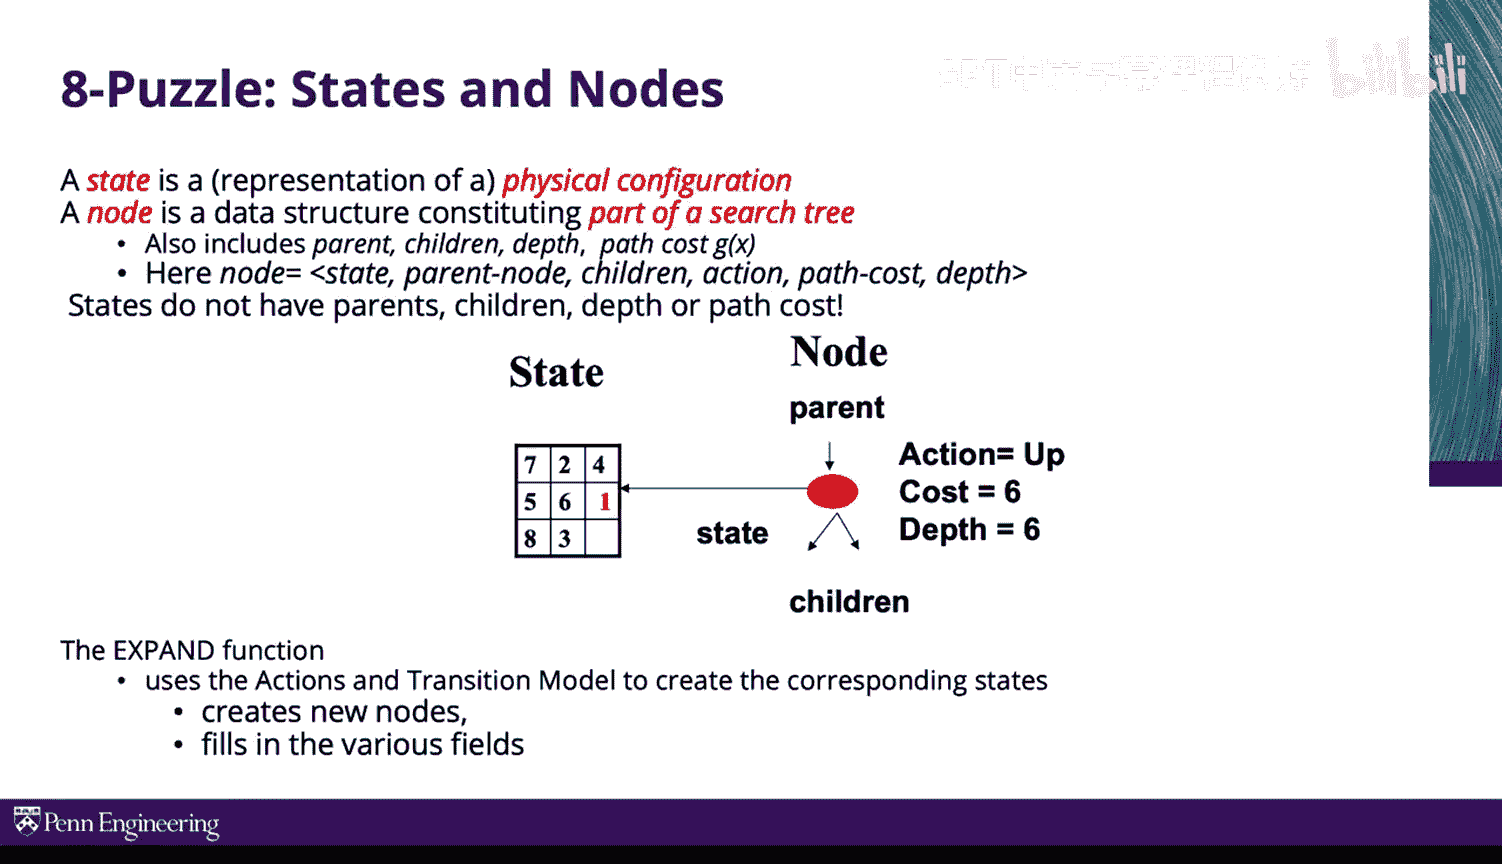 8-Puzzle: States and Nodes
bilibili
A state is a (representation of a) physical configuration
A node is a data structure constituting part of a search tree
• Also includes parent, children, depth, path cost g(x)
• Here node= <state, parent-node, children, action, path-cost, depth>
States do not have parents, children, depth or path cost!
State
Node
parent
7 2 4
5 6 1
8 3
Action= Up
Cost = 6
Depth = 6
state
children
The EXPAND function
• uses the Actions and Transition Model to create the corresponding states
• creates new nodes,
• fills in the various fields
Penn Engineering